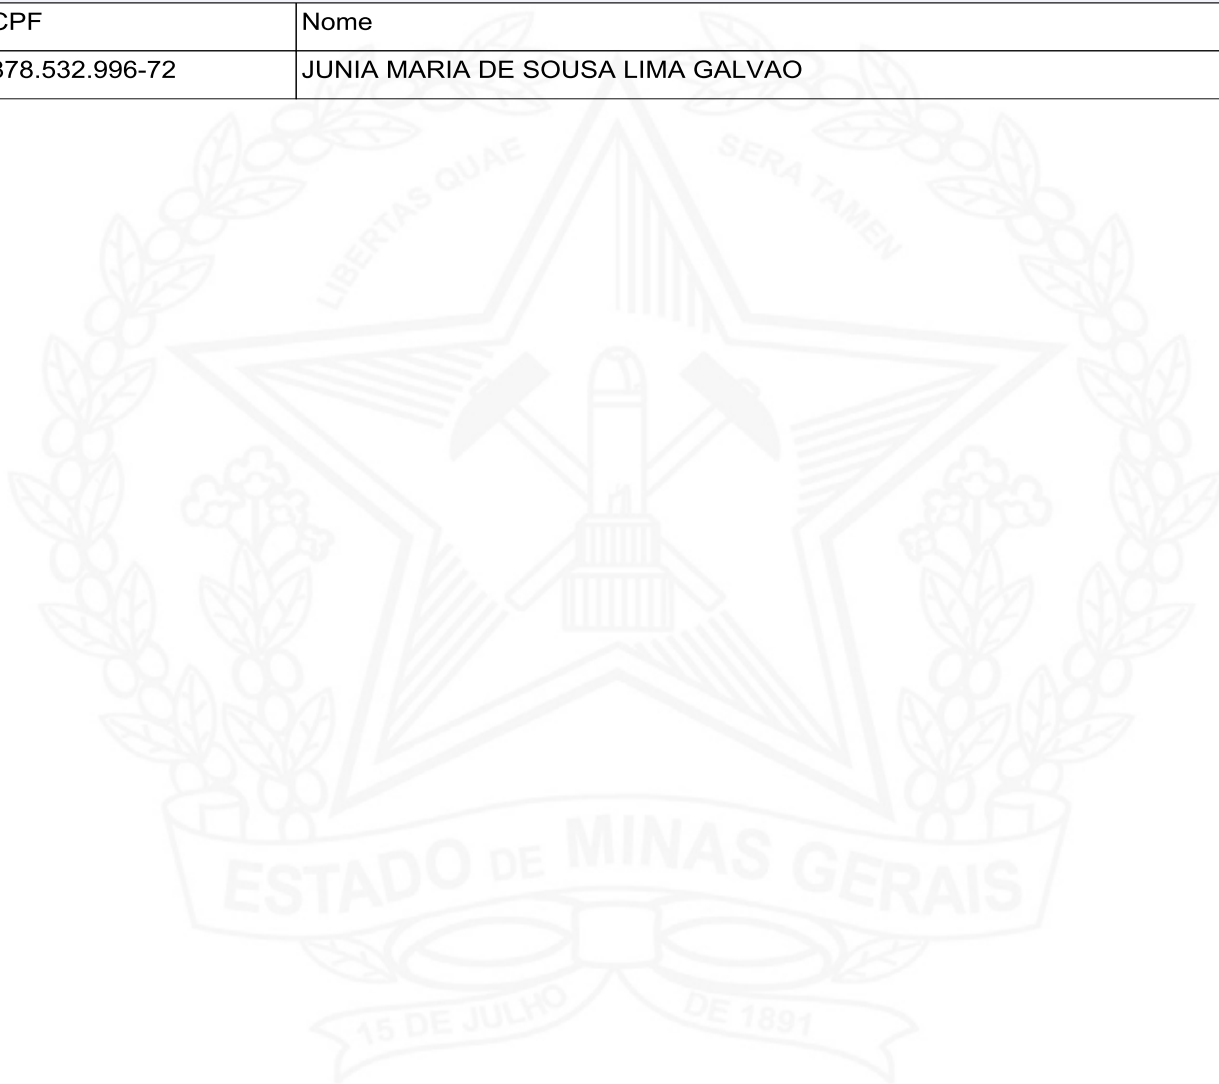 CPF Nome
378.532.996-72 JUNIA MARIA DE SOUSA LIMA GALVAO
LIBERTAS QUAE SERA TAMEN
ESTADO DE MINAS GERAIS
15 DE JULHO DE 1891